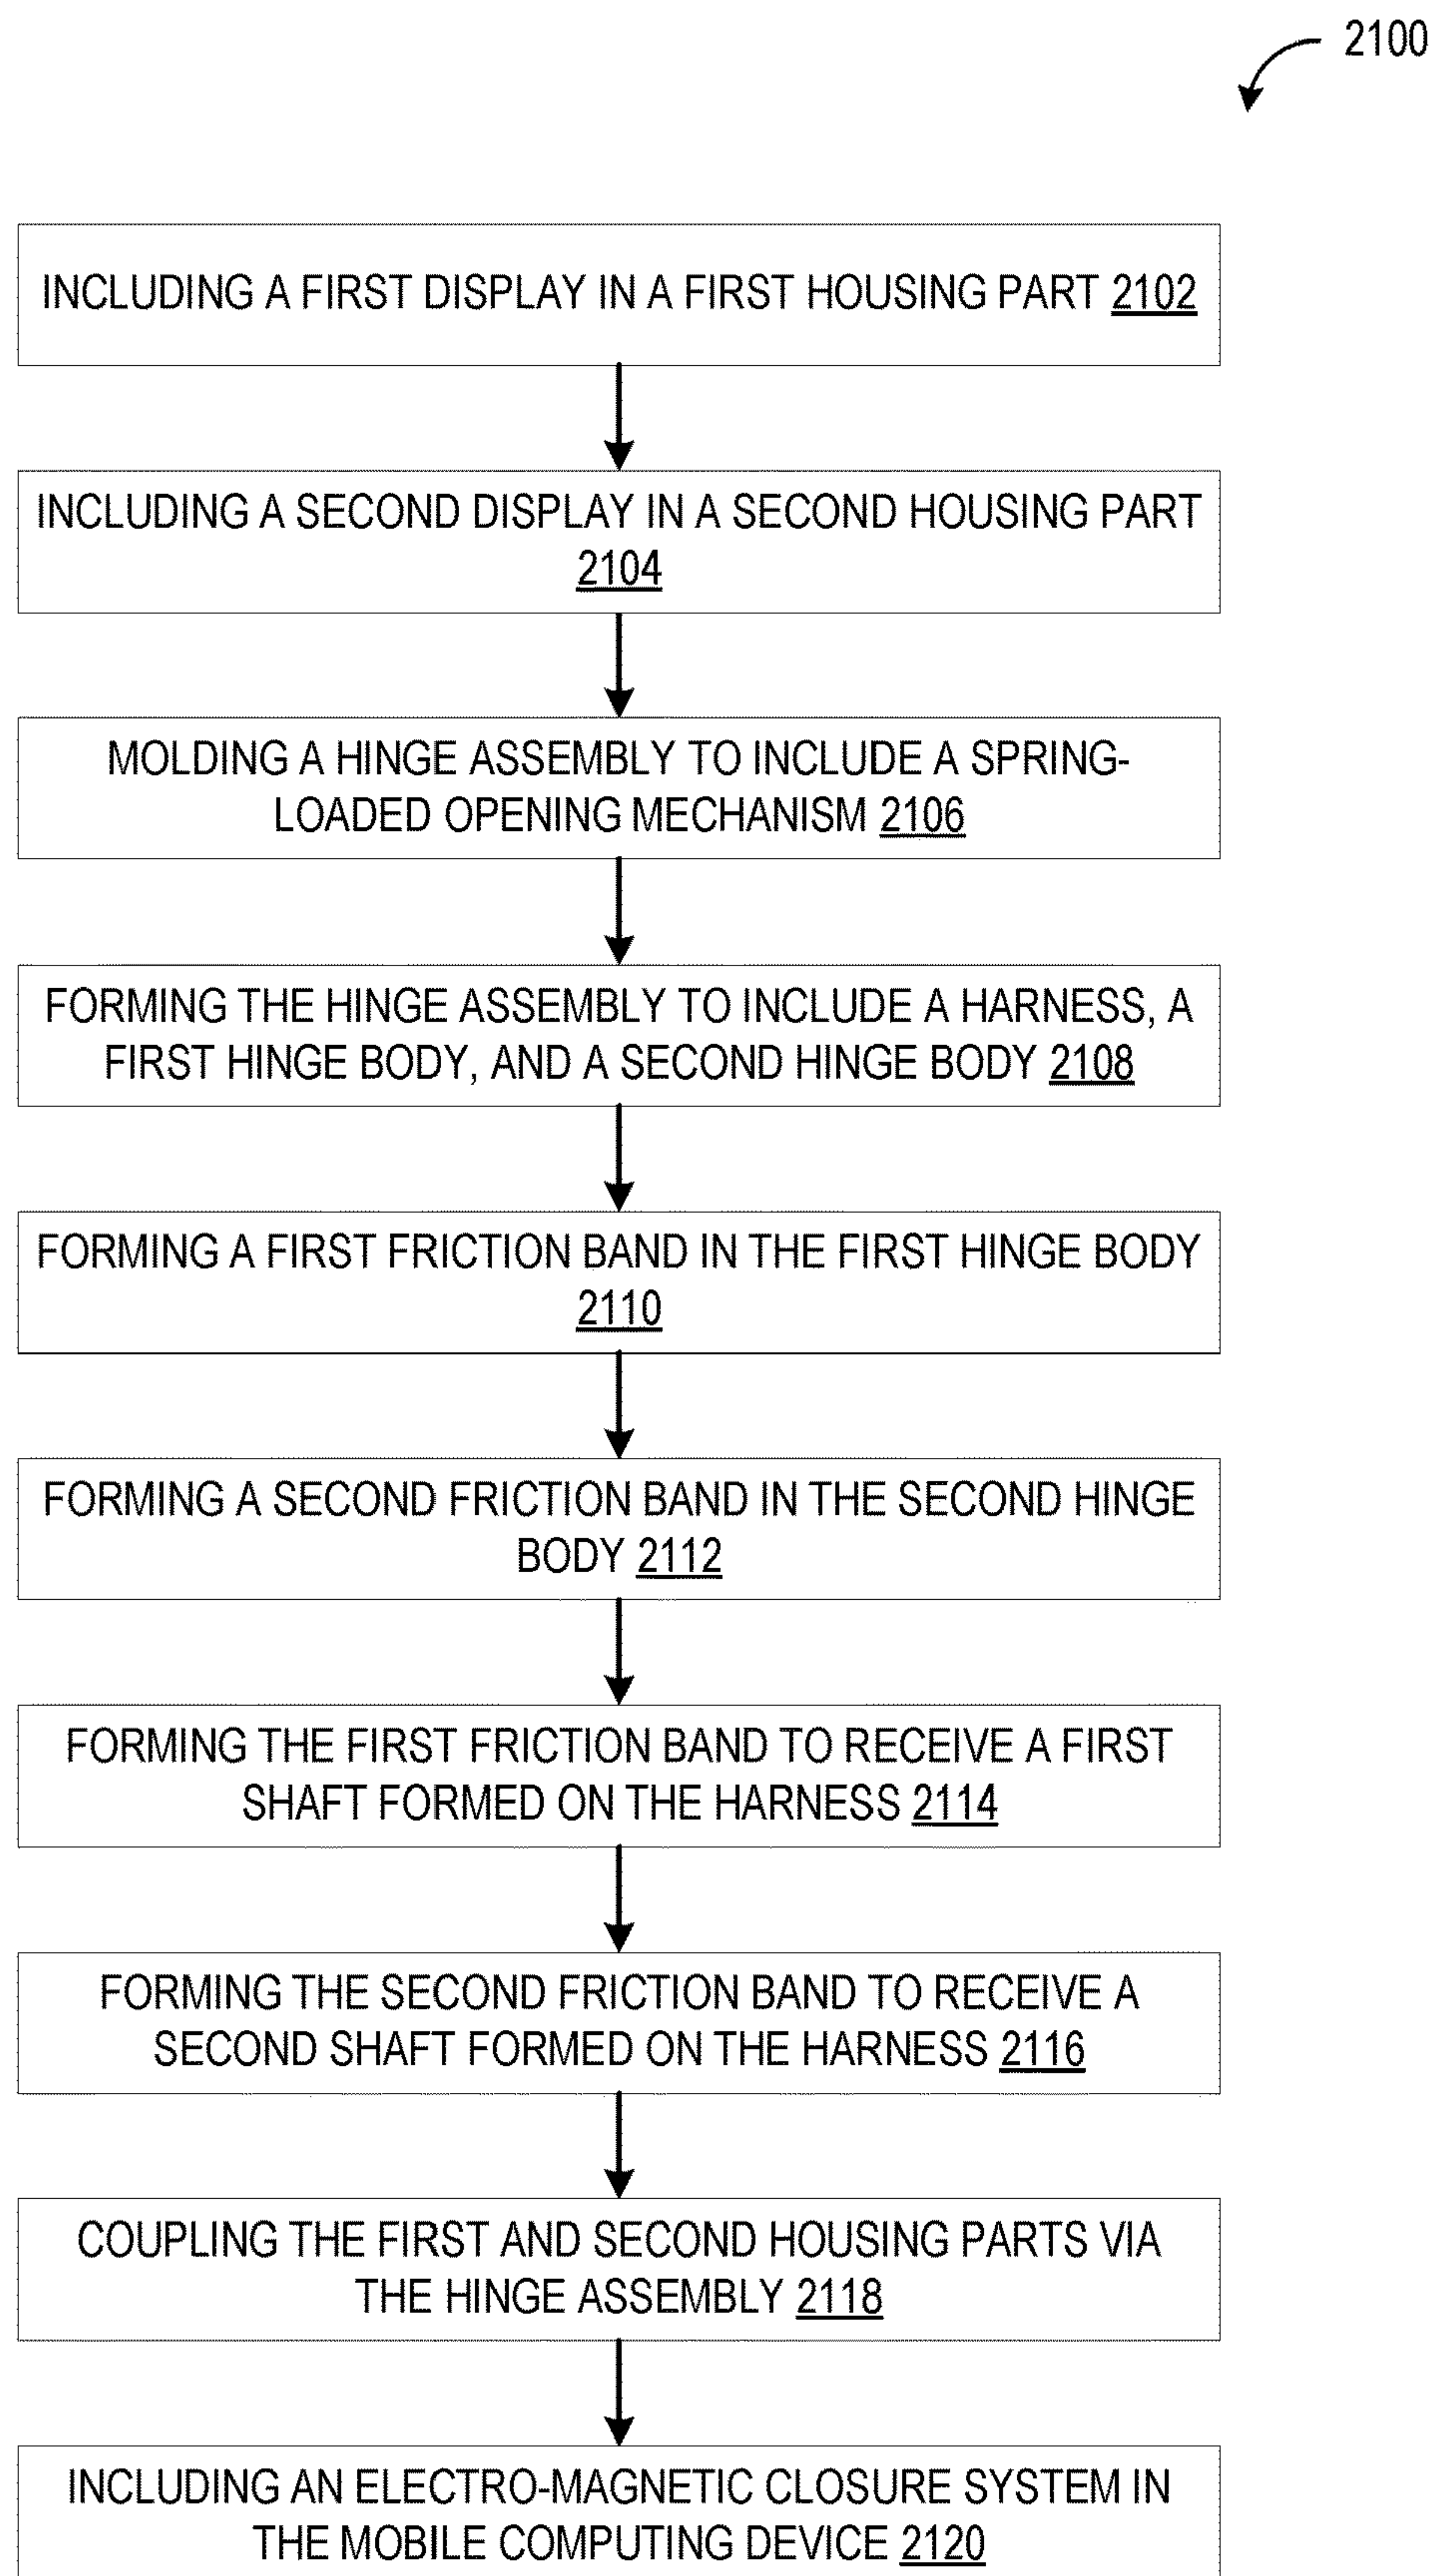 2100
INCLUDING A FIRST DISPLAY IN A FIRST HOUSING PART 2102
INCLUDING A SECOND DISPLAY IN A SECOND HOUSING PART
2104
MOLDING A HINGE ASSEMBLY TO INCLUDE A SPRING-
LOADED OPENING MECHANISM 2106
FORMING THE HINGE ASSEMBLY TO INCLUDE A HARNESS, A
FIRST HINGE BODY, AND A SECOND HINGE BODY 2108
FORMING A FIRST FRICTION BAND IN THE FIRST HINGE BODY
2110
FORMING A SECOND FRICTION BAND IN THE SECOND HINGE
BODY 2112
FORMING THE FIRST FRICTION BAND TO RECEIVE A FIRST
SHAFT FORMED ON THE HARNESS 2114
FORMING THE SECOND FRICTION BAND TO RECEIVE A
SECOND SHAFT FORMED ON THE HARNESS 2116
COUPLING THE FIRST AND SECOND HOUSING PARTS VIA
THE HINGE ASSEMBLY 2118
INCLUDING AN ELECTRO-MAGNETIC CLOSURE SYSTEM IN
THE MOBILE COMPUTING DEVICE 2120